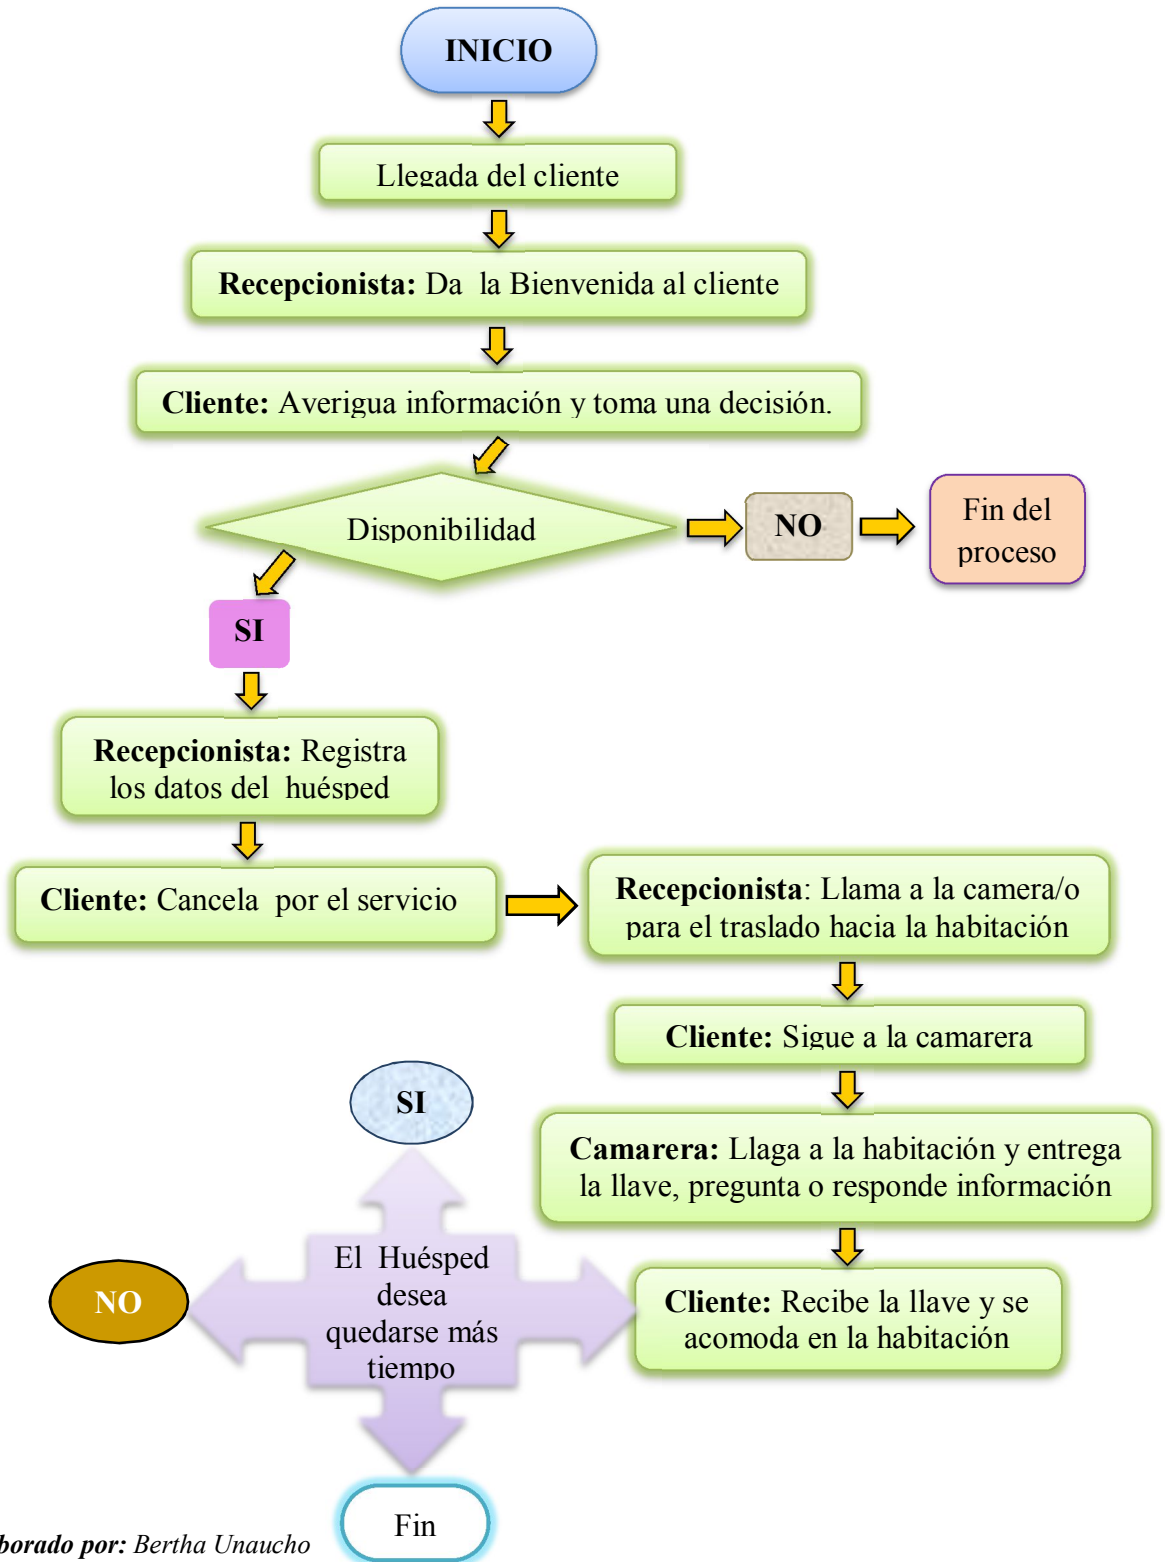 INICIO
Llegada del cliente
Recepcionista: Da la Bienvenida al cliente
Cliente: Averigua información y toma una decisión.
Disponibilidad
NO
Fin del
proceso
SI
Recepcionista: Registra
los datos del huésped
Cliente: Cancela por el servicio
Recepcionista: Llama a la camera/o
para el traslado hacia la habitación
Cliente: Sigue a la camarera
Camarera: Llaga a la habitación y entrega
la llave, pregunta o responde información
Cliente: Recibe la llave y se
acomoda en la habitación
SI
El Huésped
desea
quedarse más
tiempo
NO
Fin
borado por: Bertha Unaucho